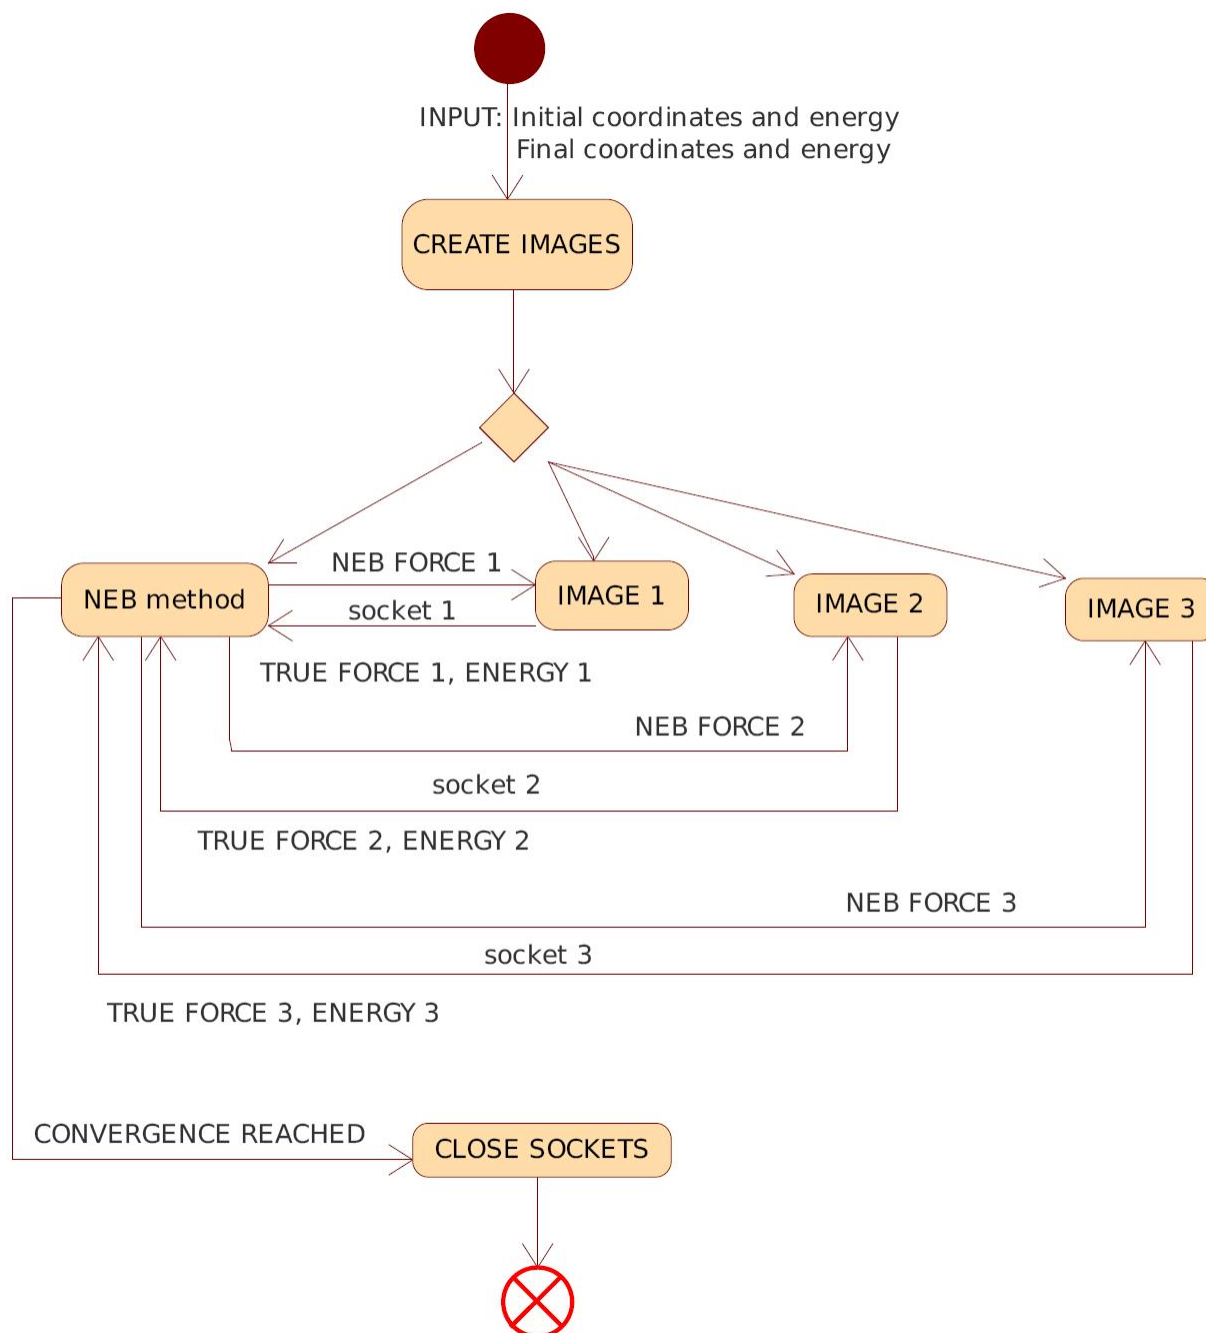 INPUT: Initial coordinates and energy
Final coordinates and energy
CREATE IMAGES
NEB FORCE 1
NEB method
IMAGE 1
IMAGE 2
IMAGE 3
socket 1
TRUE FORCE 1, ENERGY 1
NEB FORCE 2
socket 2
TRUE FORCE 2, ENERGY 2
NEB FORCE 3
socket 3
TRUE FORCE 3, ENERGY 3
CONVERGENCE REACHED
CLOSE SOCKETS